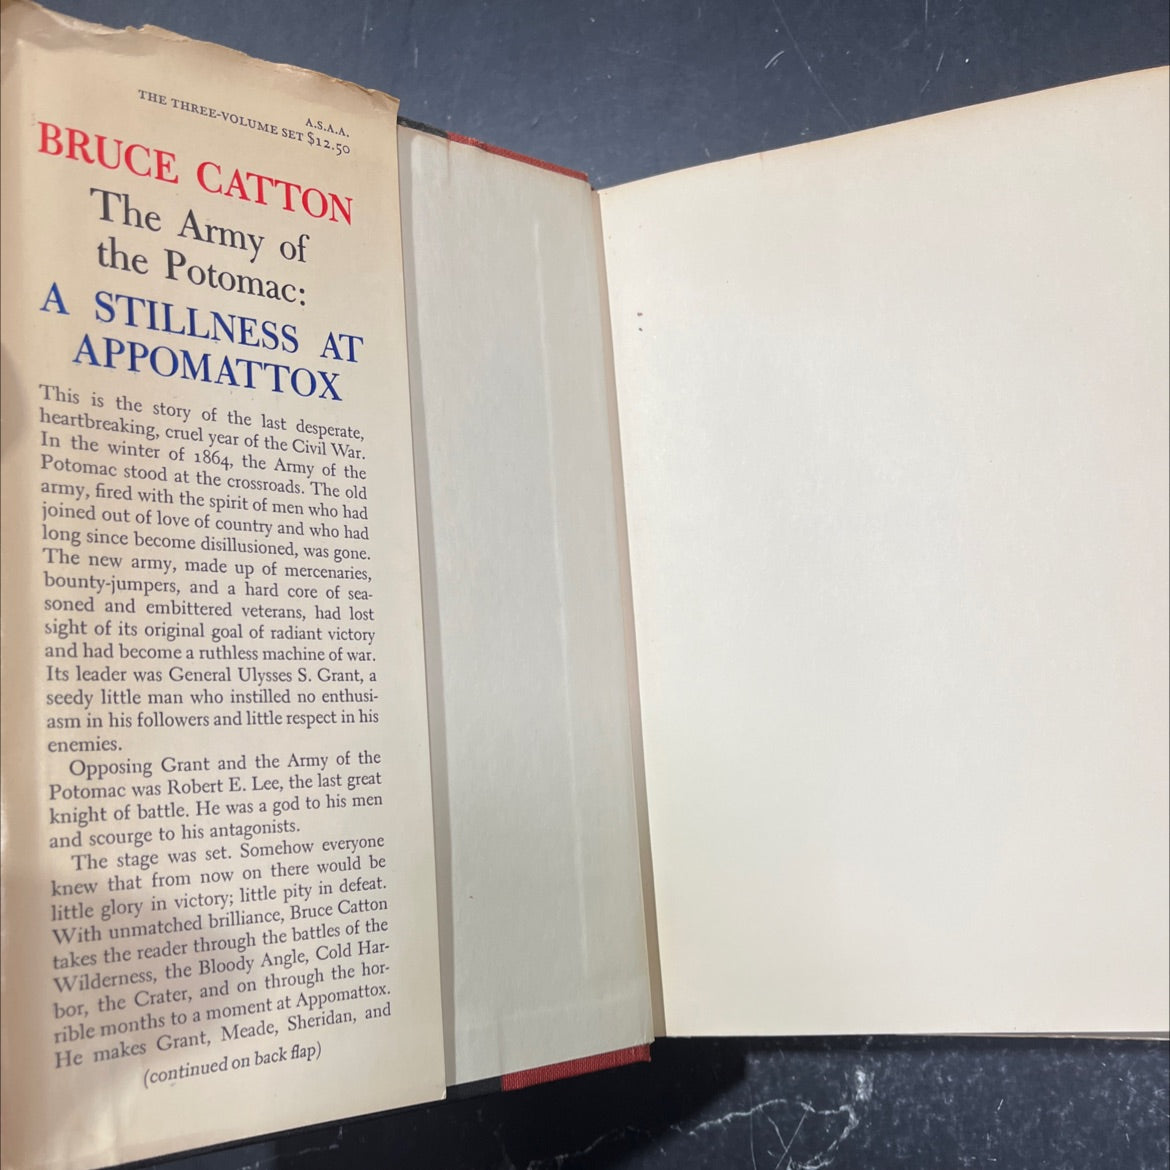 A.S.A.A.
THE THREE-VOLUME SET $12.50
BRUCE CATTON
The Army of
the Potomac:
A STILLNESS AT
APPOMATTOX
This is the story of the last desperate,
heartbreaking, cruel year of the Civil War.
In the winter of 1864, the Army of the
Potomac stood at the crossroads. The old
army, fired with the spirit of men who had
joined out of love of country and who had
long since become disillusioned, was gone.
The new army, made up of mercenaries,
bounty-jumpers, and a hard core of sea-
soned and embittered veterans, had lost
sight of its original goal of radiant victory
and had become a ruthless machine of war.
Its leader was General Ulysses S. Grant, a
seedy little man who instilled no enthusi-
asm in his followers and little respect in his
enemies.
Opposing Grant and the Army of the
Potomac was Robert E. Lee, the last great
knight of battle. He was a god to his men
and scourge to his antagonists.
The stage was set. Somehow everyone
knew that from now on there would be
little glory in victory; little pity in defeat.
With unmatched brilliance, Bruce Catton
takes the reader through the battles of the
Wilderness, the Bloody Angle, Cold Har-
bor, the Crater, and on through the hor-
rible months to a moment at Appomattox.
He makes Grant, Meade, Sheridan, and
(continued on back flap)